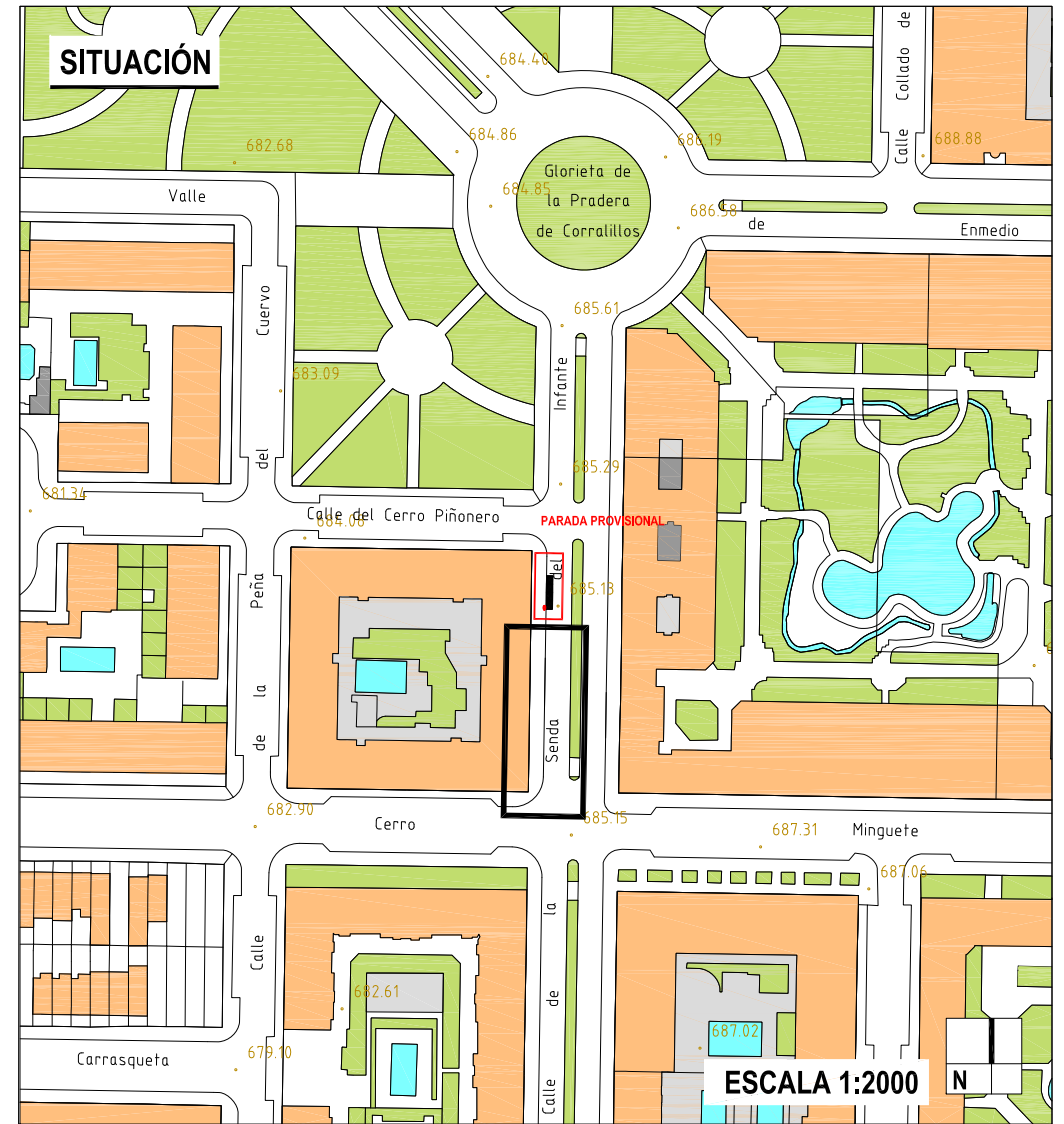 SITUACIÓN
684.40
Calle Collado de
684.86
686.19
688.88
682.68
Glorieta de
la Pradera
de Corralillos
684.85
Valle
686.58
de
Enmedio
Cuervo
685.61
683.09
Infante
del
685.29
681.34
Calle del Cerro Piñonero
684.08
PARADA PROVISIONAL
del
685.13
Peña
la
de
Senda
682.90
Cerro
685.15
687.31
Minguete
687.06
la
Calle
de
682.61
687.02
Carrasqueta
679.10
Calle
ESCALA 1:2000
N